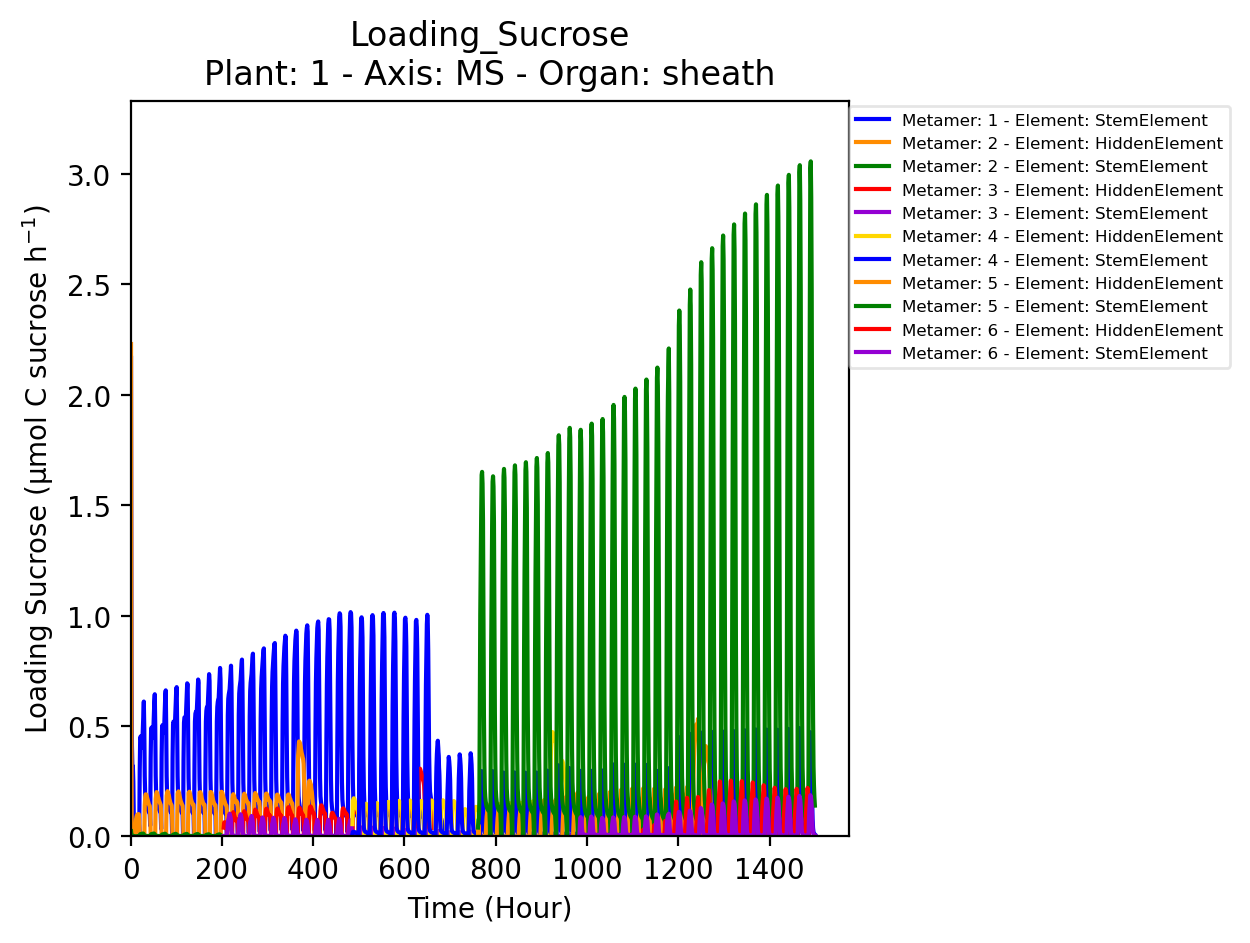 Loading_Sucrose
Plant: 1 - Axis: MS - Organ: sheath
Loading Sucrose (µmol C sucrose h⁻¹)
3.0
2.5
2.0
1.5
1.0
0.5
0.0
0 200 400 600 800 1000 1200 1400
Time (Hour)
Metamer: 1 - Element: StemElement
Metamer: 2 - Element: HiddenElement
Metamer: 2 - Element: StemElement
Metamer: 3 - Element: HiddenElement
Metamer: 3 - Element: StemElement
Metamer: 4 - Element: HiddenElement
Metamer: 4 - Element: StemElement
Metamer: 5 - Element: HiddenElement
Metamer: 5 - Element: StemElement
Metamer: 6 - Element: HiddenElement
Metamer: 6 - Element: StemElement